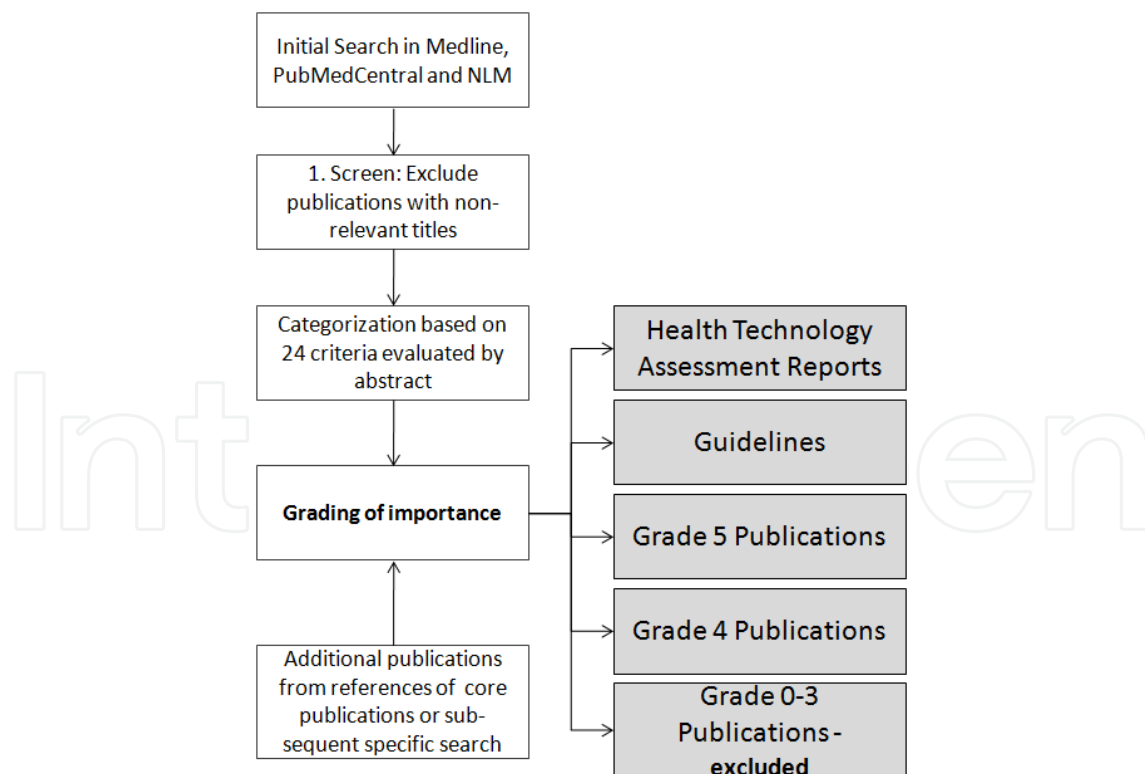 Initial Search in Medline,
PubMedCentral and NLM
1. Screen: Exclude
publications with non-
relevant titles
Categorization based on
24 criteria evaluated by
abstract
Grading of importance
Additional publications
from references of  core
publications or sub-
sequent specific search
Health Technology
Assessment Reports
Guidelines
Grade 5 Publications
Grade 4 Publications
Grade 0-3
Publications -
excluded
Int
en